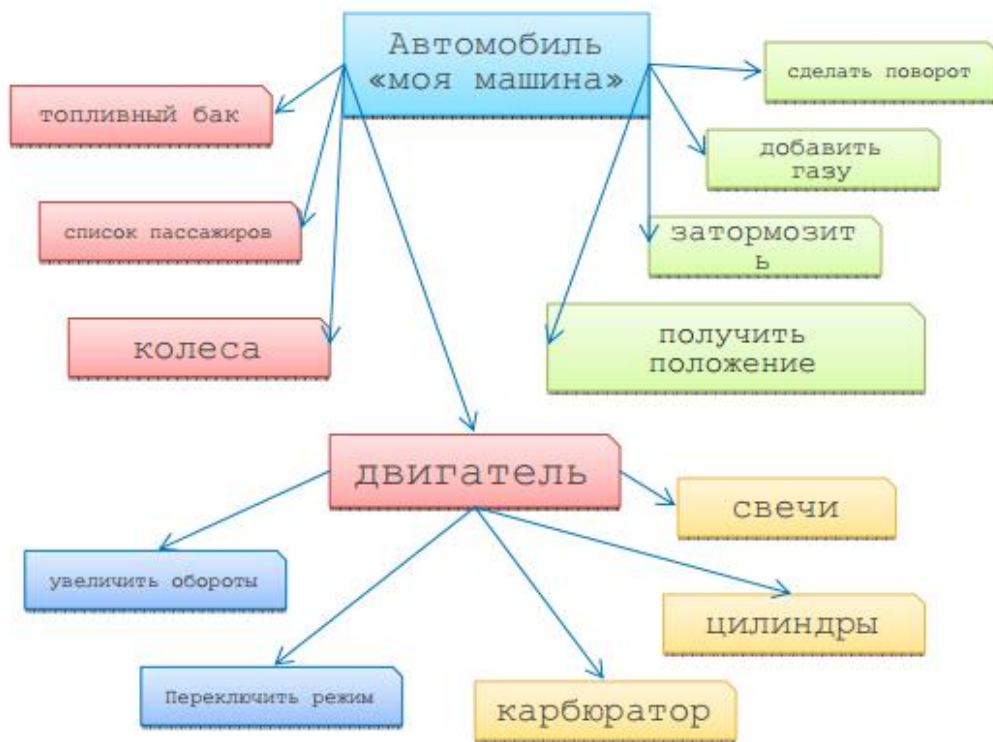 Автомобиль
«моя машина»
сделать поворот
топливный бак
добавить
газу
список пассажиров
затормозит
ь
колеса
получить
положение
двигатель
свечи
увеличить обороты
цилиндры
Переключить режим
карбюратор